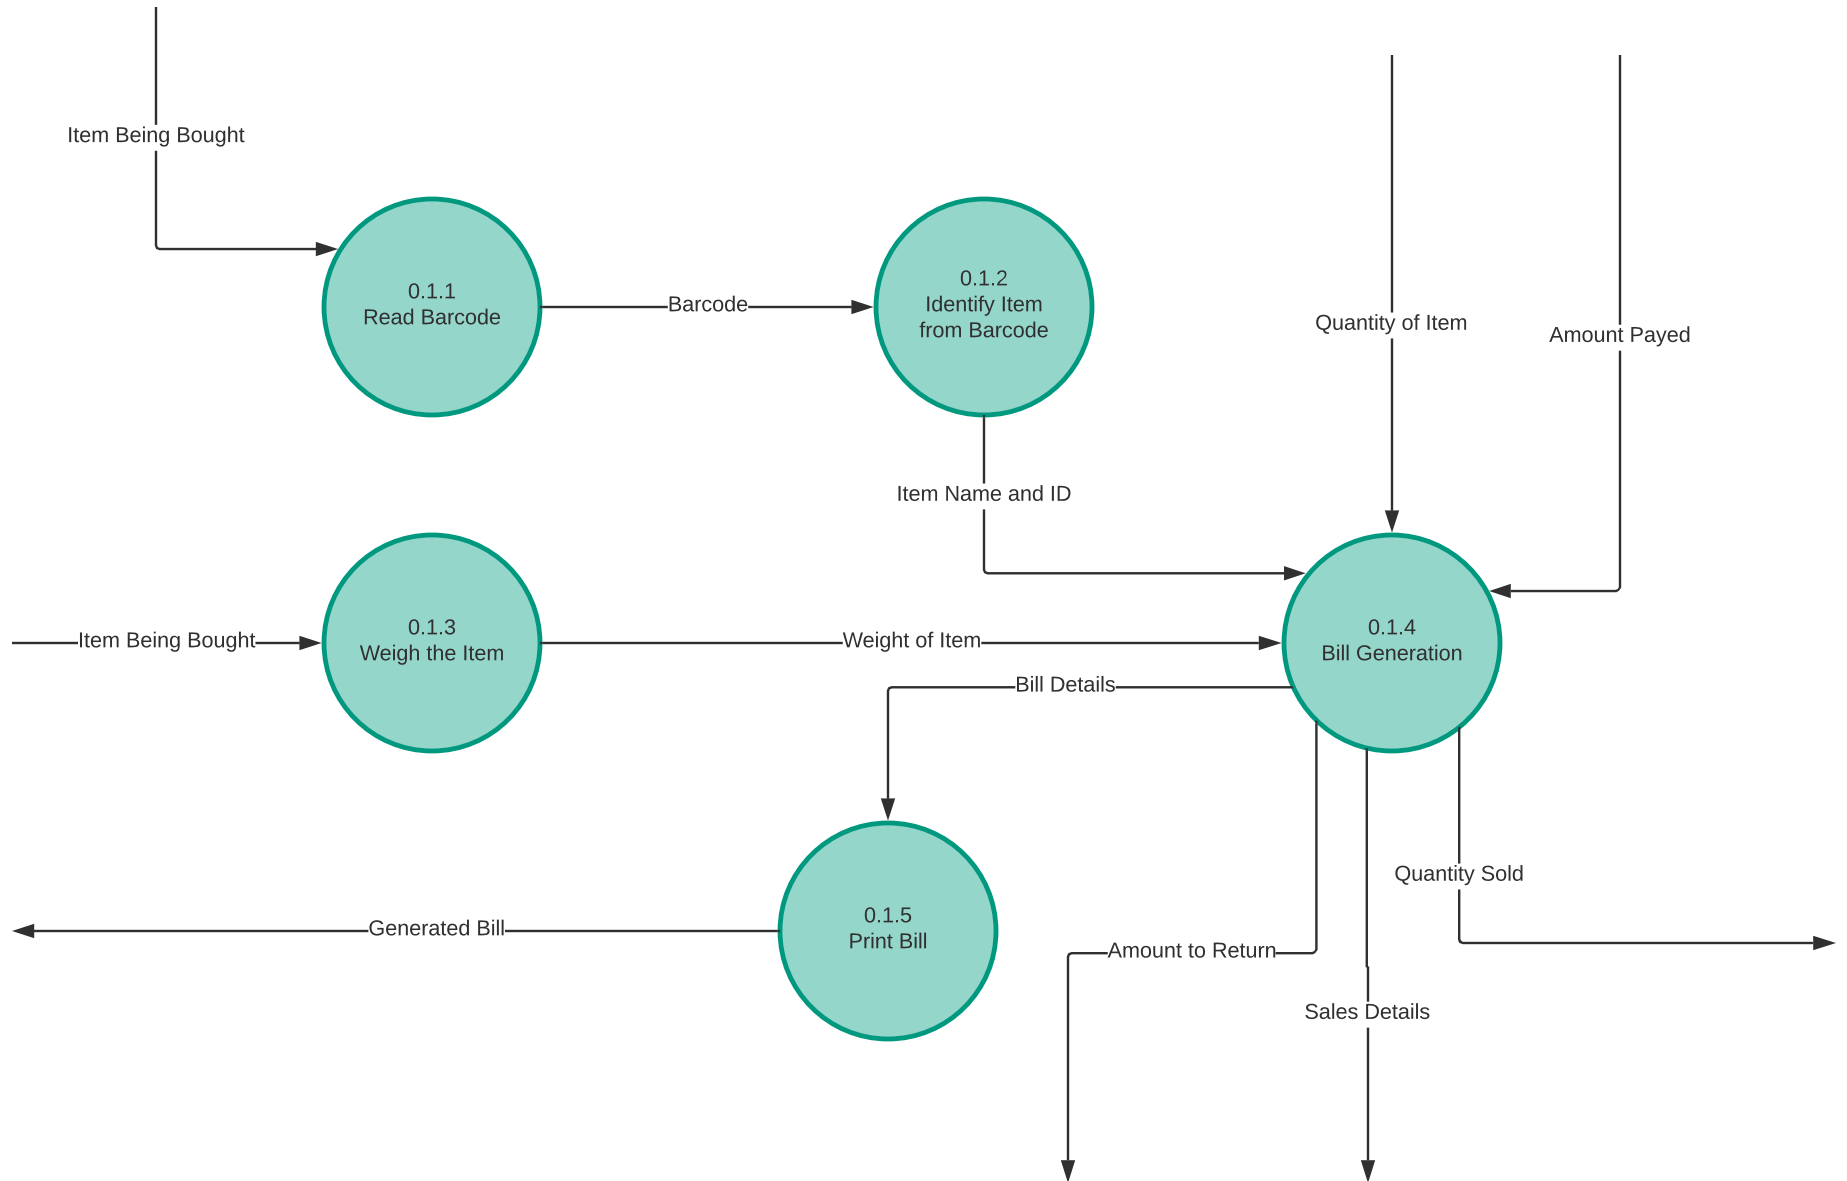 Item Being Bought
0.1.1
Read Barcode
Barcode
0.1.2
Identify Item
from Barcode
Quantity of Item
Amount Payed
Item Name and ID
Item Being Bought
0.1.3
Weigh the Item
Weight of Item
0.1.4
Bill Generation
Bill Details
Quantity Sold
0.1.5
Print Bill
Generated Bill
Amount to Return
Sales Details